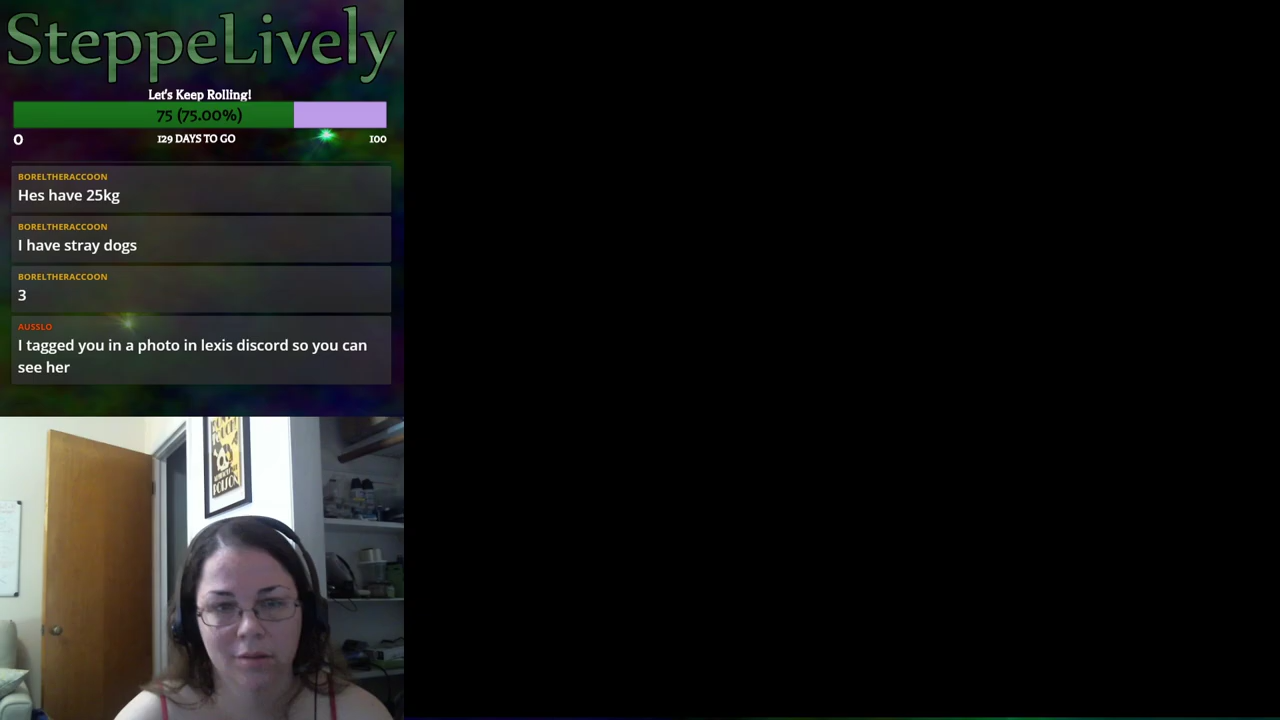 SteppeLively
Let's Keep Rolling!
75 (75.00%)
0
129 DAYS TO GO
100
BORELTHERACCOON
Hes have 25kg
BORELTHERACCOON
I have stray dogs
BORELTHERACCOON
3
AUSSLO
I tagged you in a photo in lexis discord so you can
see her
POISON